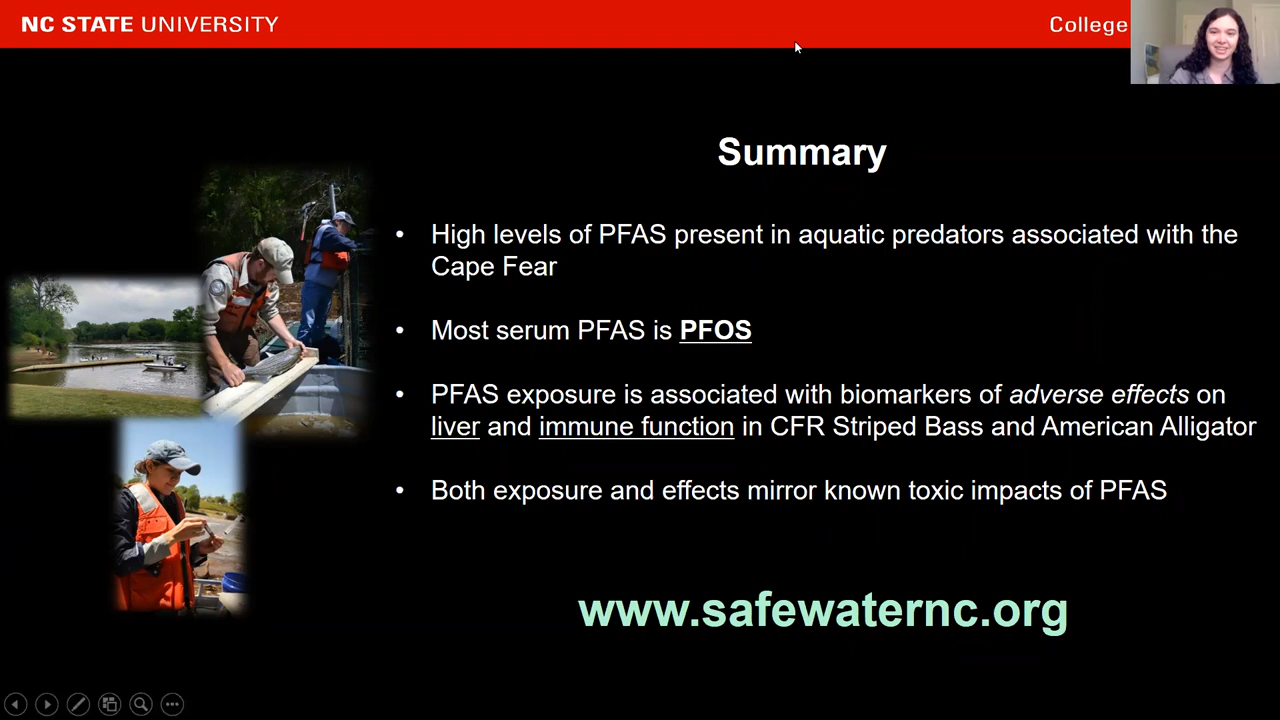 NC STATE UNIVERSITY
College
Summary
• High levels of PFAS present in aquatic predators associated with the
Cape Fear
• Most serum PFAS is PFOS
• PFAS exposure is associated with biomarkers of adverse effects on
liver and immune function in CFR Striped Bass and American Alligator
• Both exposure and effects mirror known toxic impacts of PFAS
www.safewaternc.org